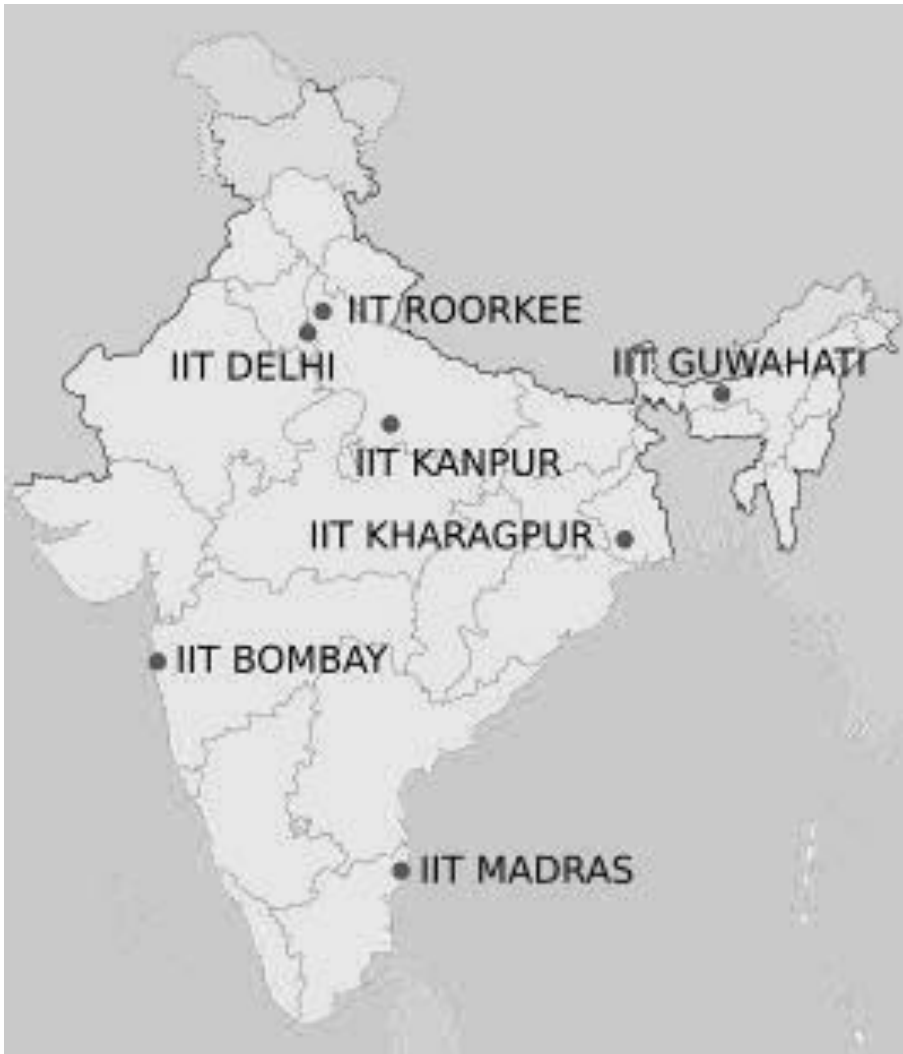 IIT ROORKEE
IIT DELHI
IIT GUWAHATI
IIT KANPUR
IIT KHARAGPUR
IIT BOMBAY
IIT MADRAS